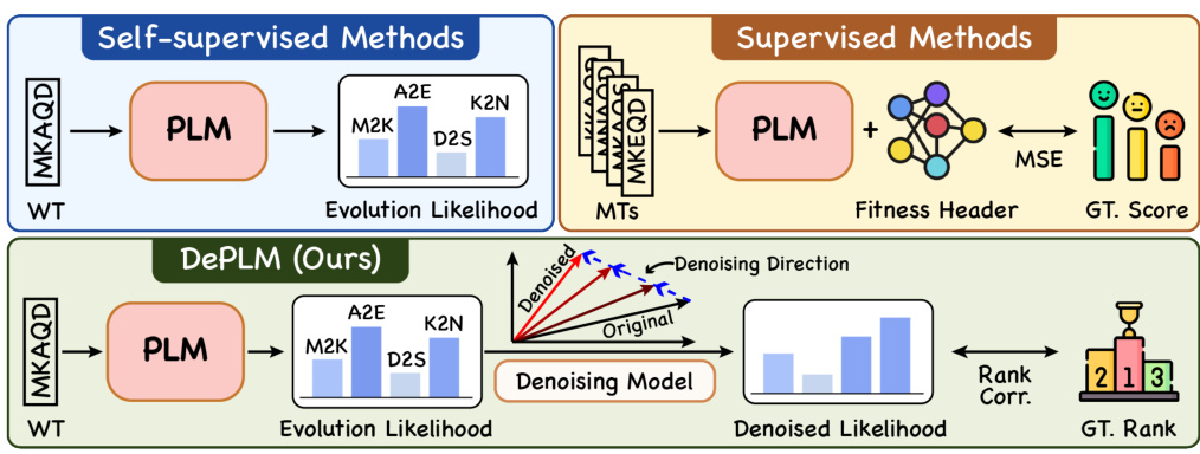 Self-supervised Methods
MKAQD
WT
PLM
M2K
A2E
D2S
K2N
Evolution Likelihood
Supervised Methods
MKEQD
MTs
PLM
+
Fitness Header
MSE
GT. Score
DePLM (Ours)
MKAQD
WT
PLM
M2K
A2E
D2S
K2N
Evolution Likelihood
Denoised
Original
Denoising Direction
Denoising Model
Denoised Likelihood
Rank
Corr.
2 1 3
GT. Rank